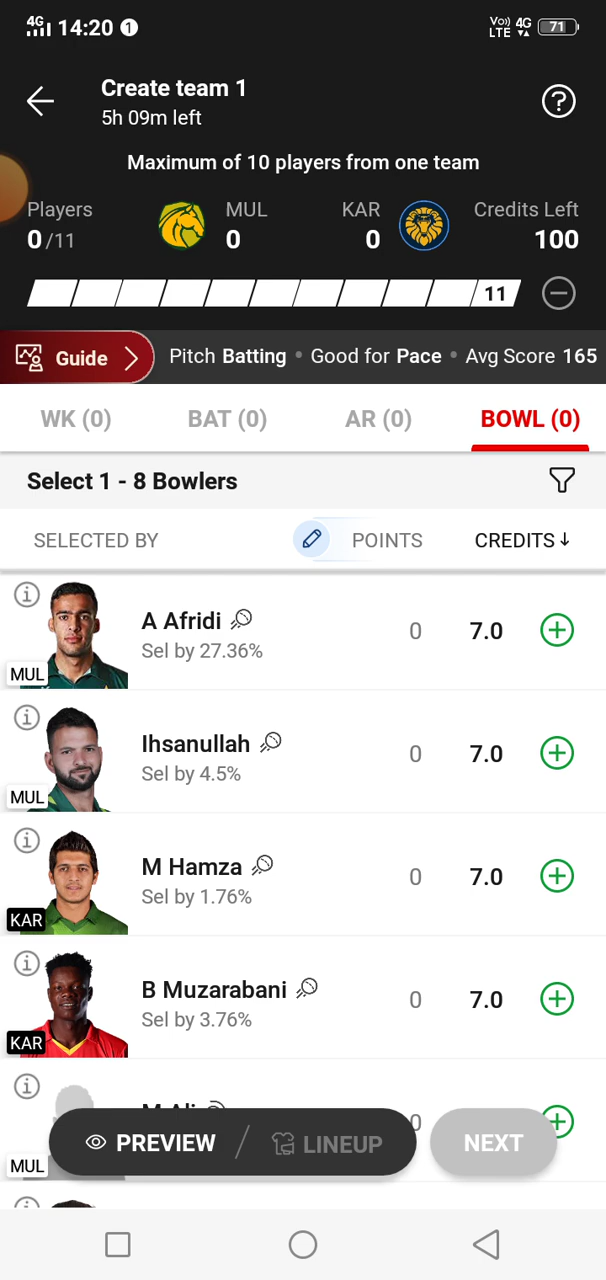 4G 14:20 1 Vo)) LTE 4G 71
Create team 1
5h 09m left
?
Maximum of 10 players from one team
Players MUL KAR Credits Left
0/11 0 0 100
11
Guide Pitch Batting • Good for Pace • Avg Score 165
WK (0) BAT (0) AR (0) BOWL (0)
Select 1 - 8 Bowlers
SELECTED BY POINTS CREDITS↓
A Afridi 0 7.0
Sel by 27.36%
MUL
Ihsanullah 0 7.0
Sel by 4.5%
MUL
M Hamza 0 7.0
Sel by 1.76%
KAR
B Muzarabani 0 7.0
Sel by 3.76%
KAR
M Ali 0
PREVIEW / LINEUP NEXT
MUL